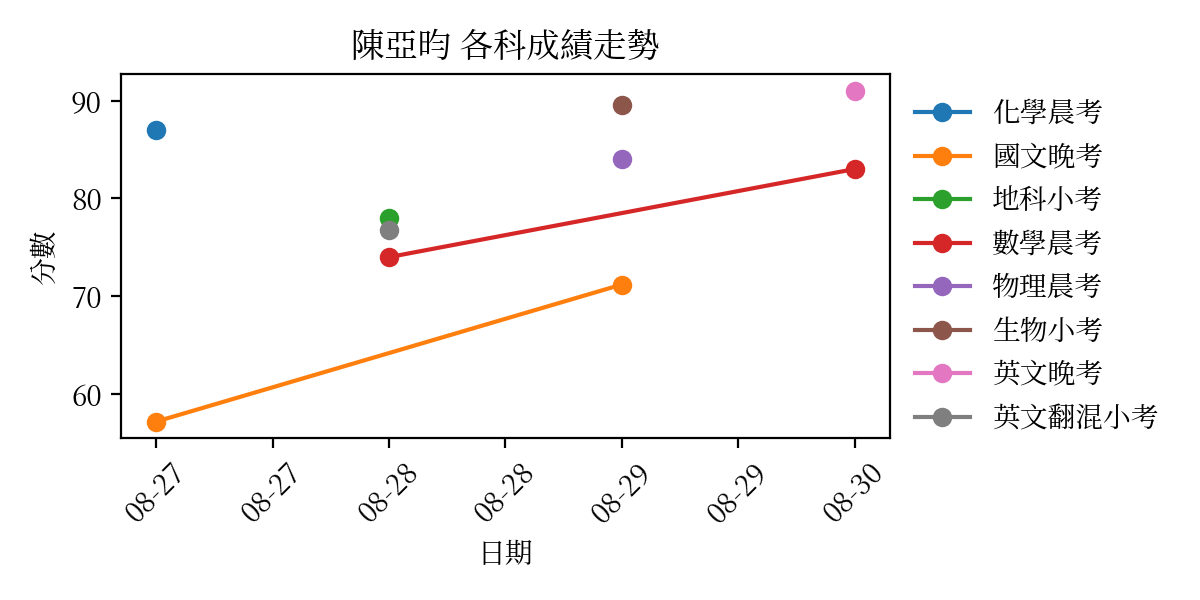 陳亞昀 各科成績走勢
分數
90
80
70
60
08-27
08-27
08-28
08-28
08-29
08-29
08-30
日期
化學晨考
國文晚考
地科小考
數學晨考
物理晨考
生物小考
英文晚考
英文翻混小考